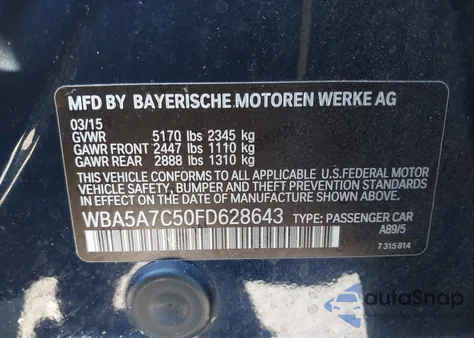 MFD BY BAYERISCHE MOTOREN WERKE AG
03/15
GVWR 5170 lbs 2345 kg
GAWR FRONT 2447 lbs 1110 kg
GAWR REAR 2888 lbs 1310 kg
THIS VEHICLE CONFORMS TO ALL APPLICABLE U.S.FEDERAL MOTOR
VEHICLE SAFETY, BUMPER AND THEFT PREVENTION STANDARDS
IN EFFECT ON THE DATE OF MANUFACTURE SHOWN ABOVE.
WBA5A7C50FD628643 TYPE: PASSENGER CAR
A89/5
7 315 814
autoSnap